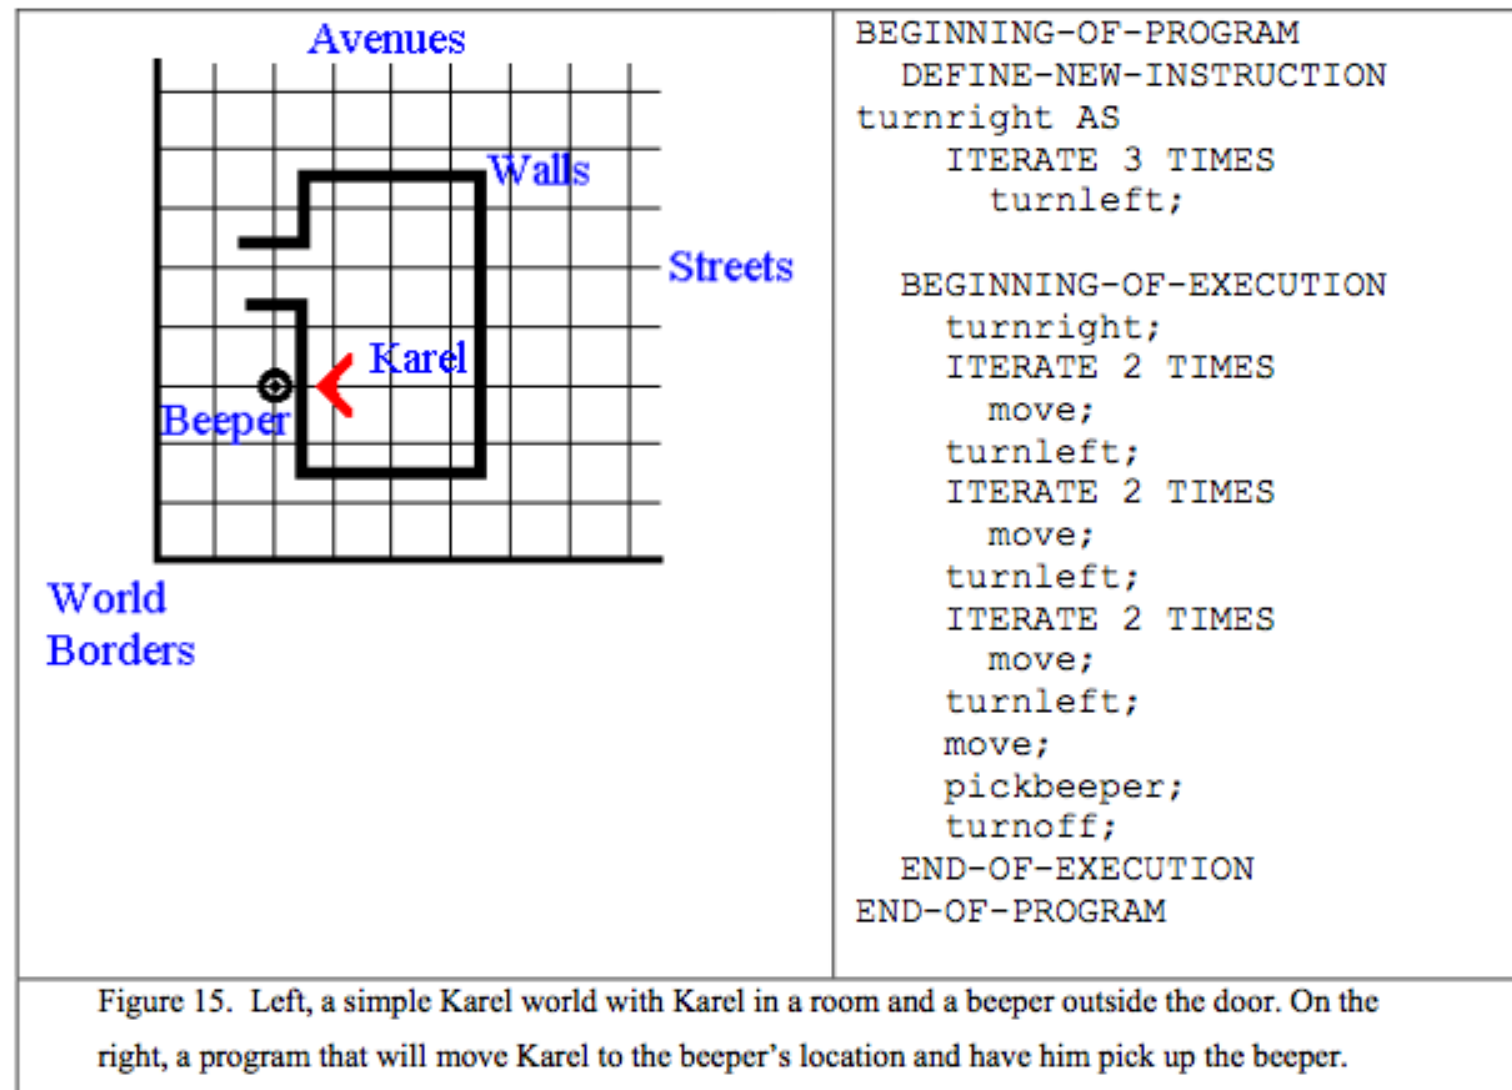 Avenues
Walls
Streets
Karel
Beeper
World
Borders
BEGINNING-OF-PROGRAM
DEFINE-NEW-INSTRUCTION
turnright AS
ITERATE 3 TIMES
turnleft;
BEGINNING-OF-EXECUTION
turnright;
ITERATE 2 TIMES
move;
turnleft;
ITERATE 2 TIMES
move;
turnleft;
ITERATE 2 TIMES
move;
turnleft;
move;
pickbeeper;
turnoff;
END-OF-EXECUTION
END-OF-PROGRAM
Figure 15. Left, a simple Karel world with Karel in a room and a beeper outside the door. On the
right, a program that will move Karel to the beeper's location and have him pick up the beeper.